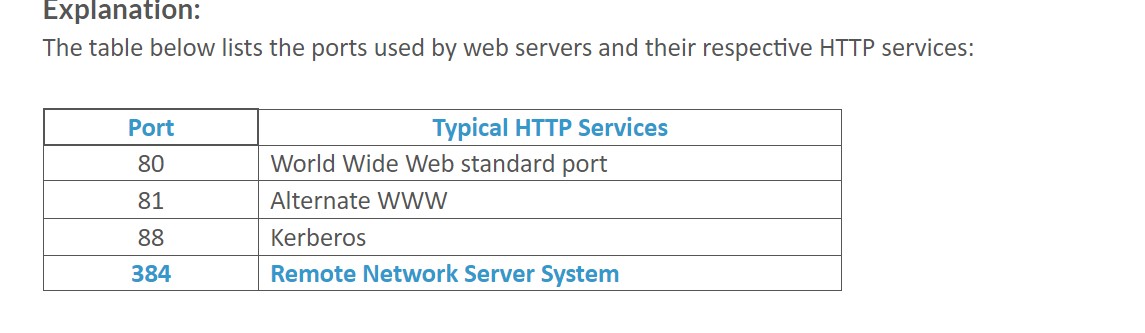 Explanation:
The table below lists the ports used by web servers and their respective HTTP services:
Port Typical HTTP Services
80 World Wide Web standard port
81 Alternate WWW
88 Kerberos
384 Remote Network Server System